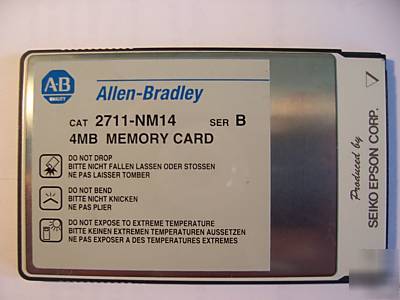 A·B
QUALITY
Allen-Bradley
CAT 2711-NM14 SER B
4MB MEMORY CARD
DO NOT DROP
BITTE NICHT FALLEN LASSEN ODER STOSSEN
NE PAS LAISSER TOMBER
DO NOT BEND
BITTE NICHT KNICKEN
NE PAS PLIER
DO NOT EXPOSE TO EXTREME TEMPERATURE
BITTE KEINEN EXTREMEN TEMPERATUREN AUSSETZEN
NE PAS EXPOSER A DES TEMPERATURES EXTREMES
Produced by
SEIKO EPSON CORP.